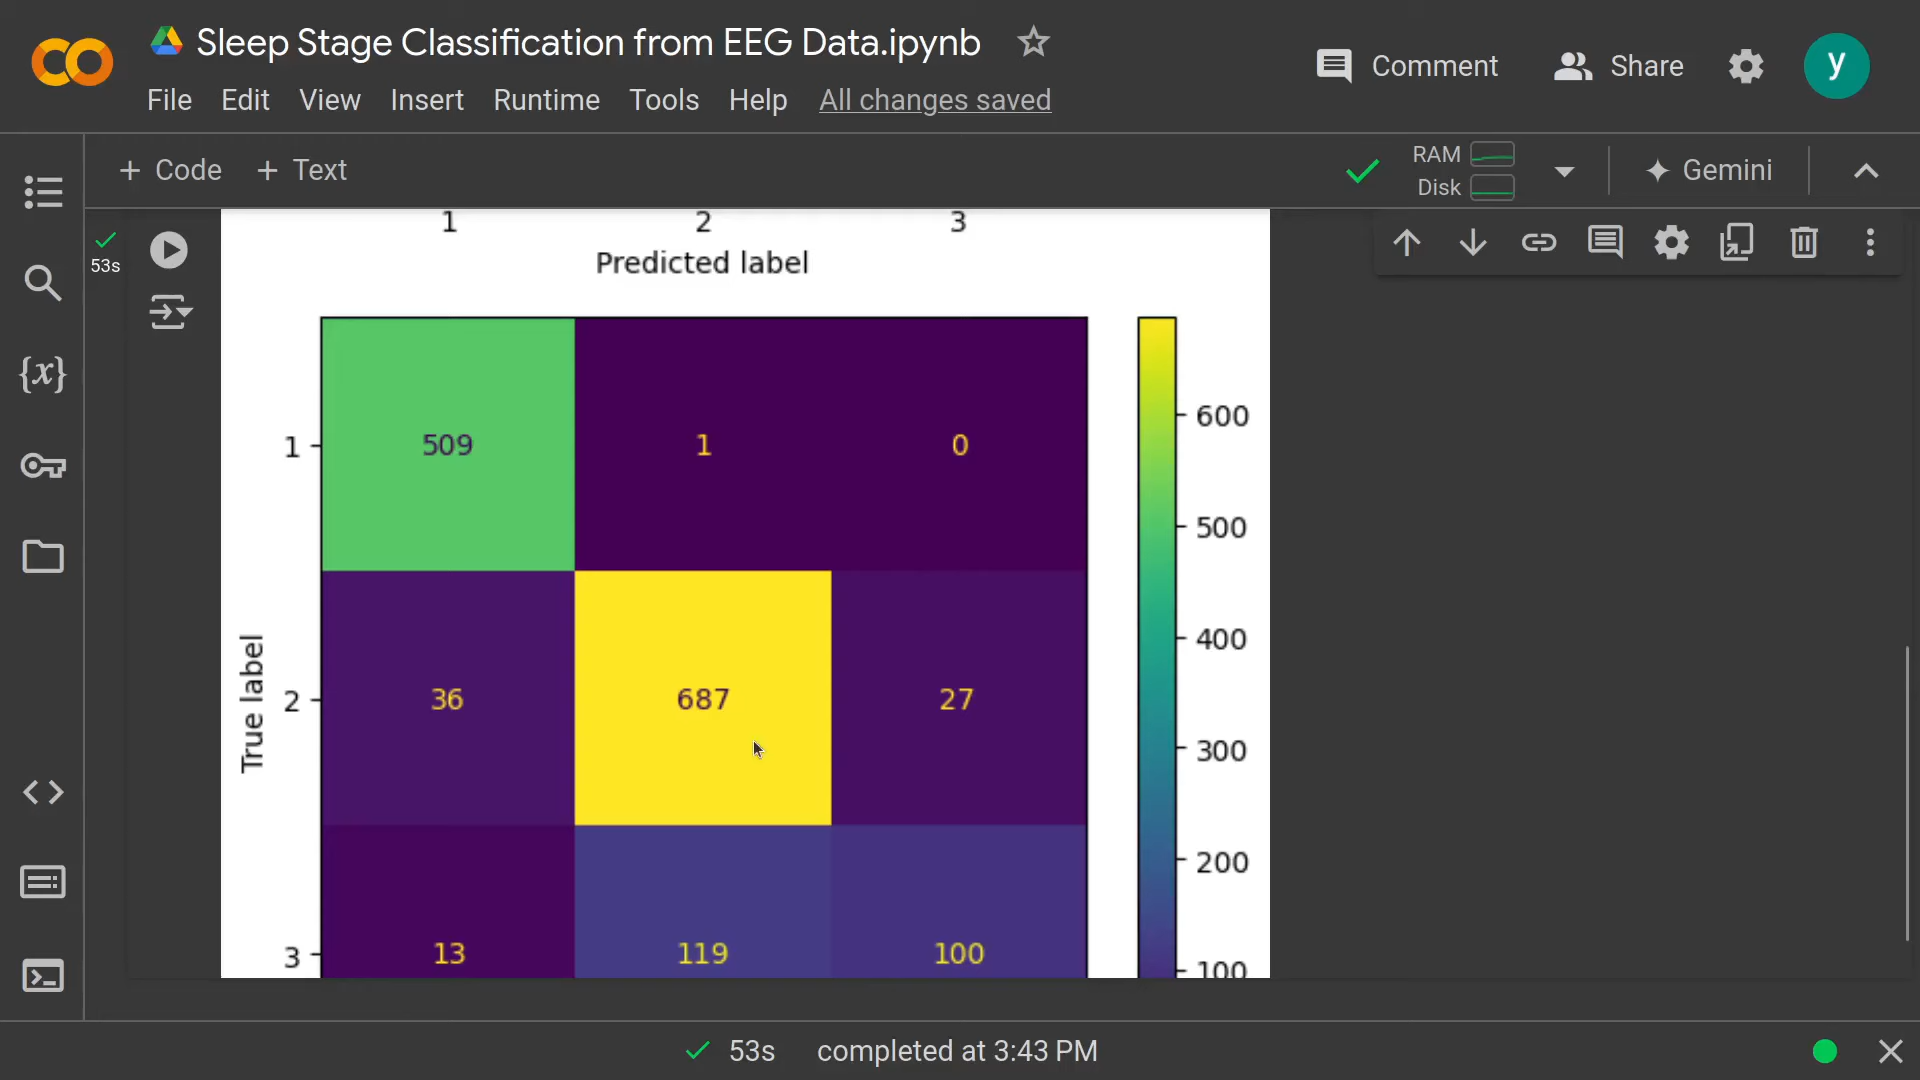 Sleep Stage Classification from EEG Data.ipynb
File Edit View Insert Runtime Tools Help All changes saved
Comment Share y
+ Code + Text
RAM
Disk
Gemini
53s
1 2 3
Predicted label
600
1 509 1 0
500
400
True label
2 36 687 27
300
200
3 13 119 100
100
{x}
53s completed at 3:43 PM